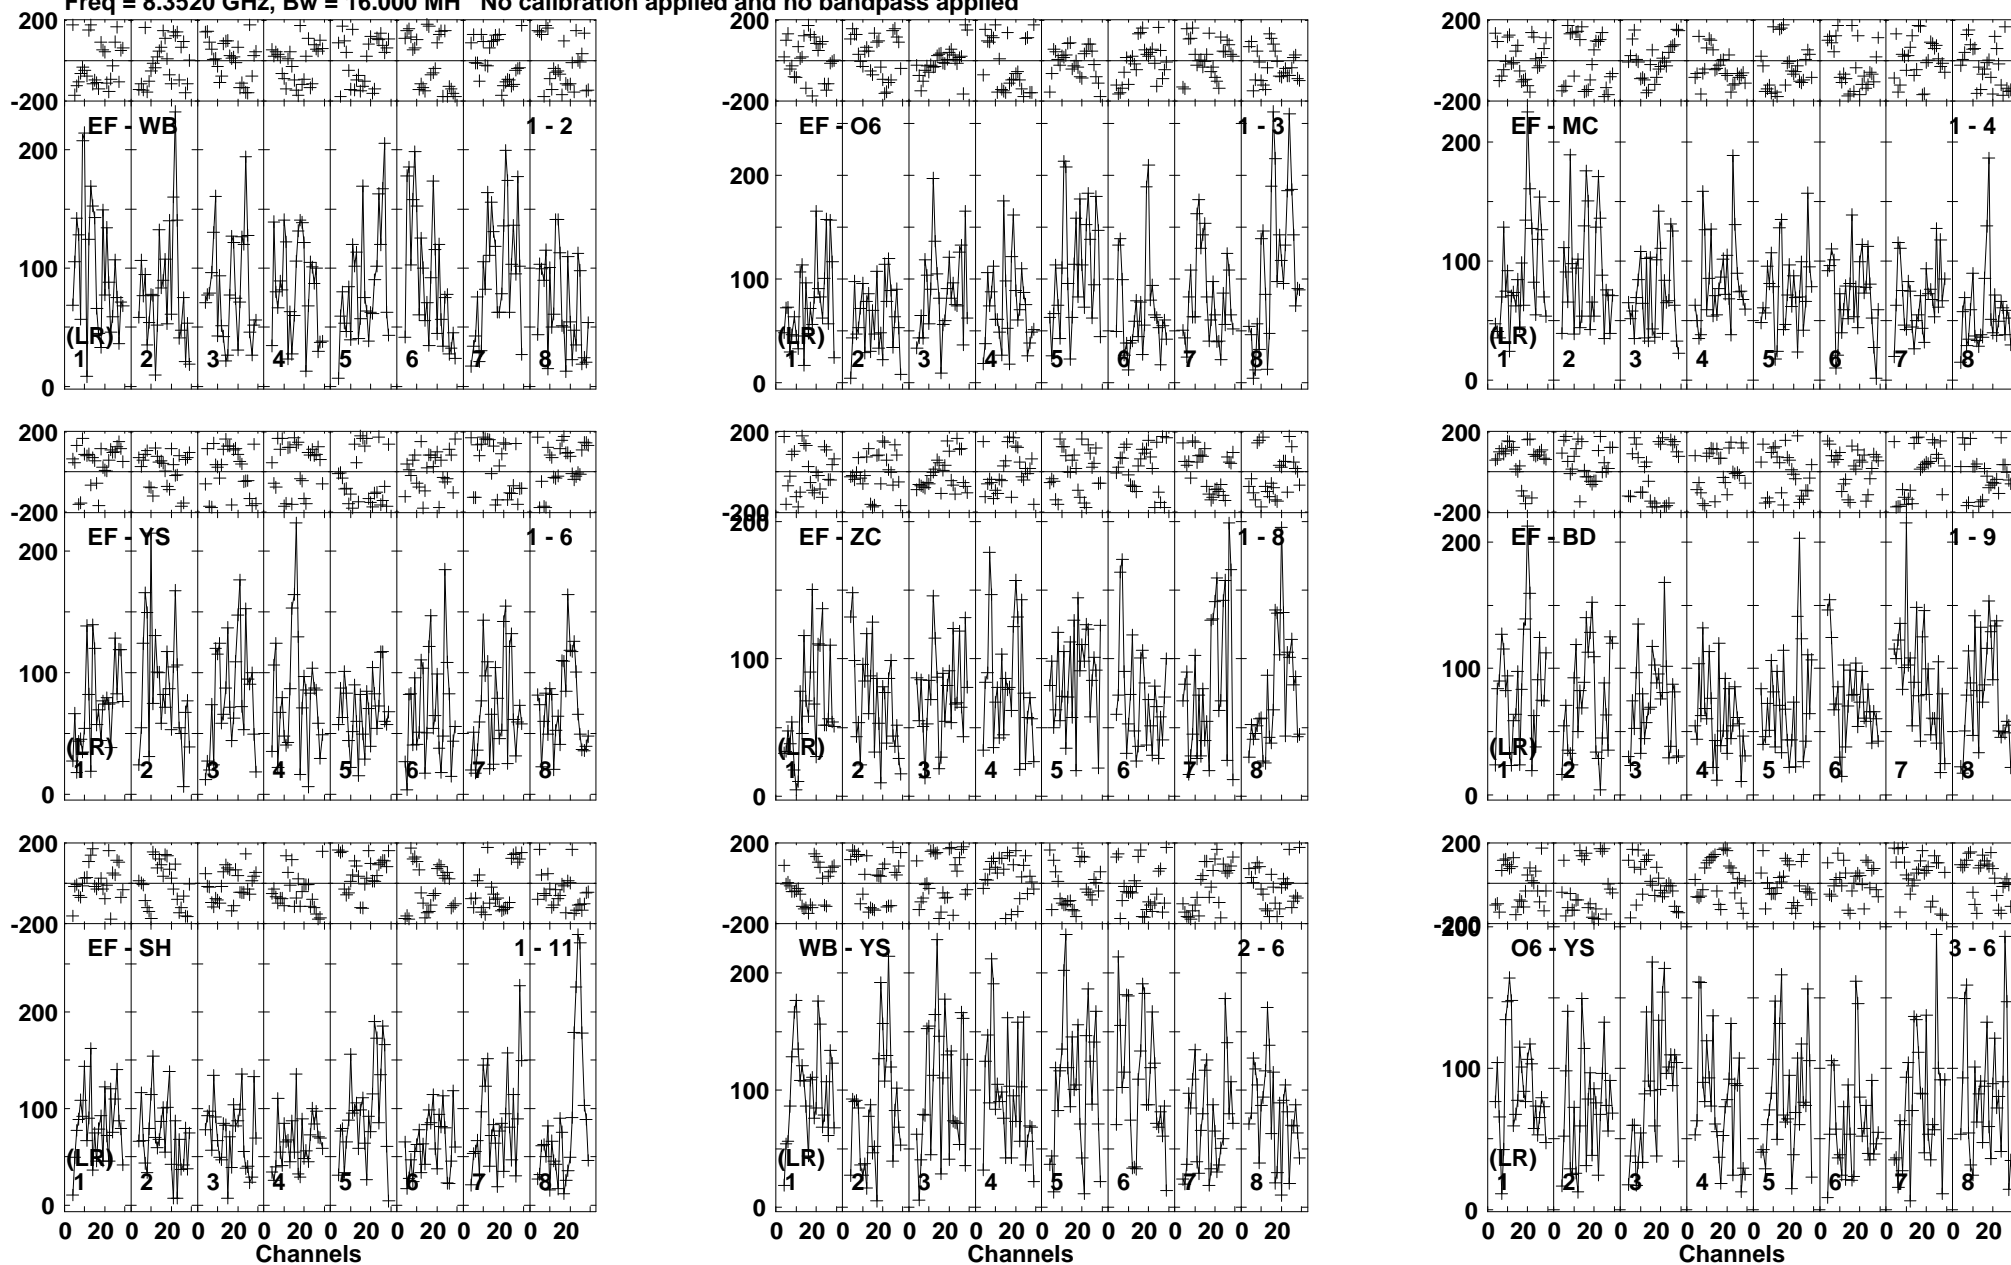 Freq = 8.3520 GHz, Bw = 16.000 MH No calibration applied and no bandpass applied
200 200 200
-200 -200 -200
EF - WB 1 - 2 EF - O6 1 - 3 EF - MC 1 - 4
200 200 200
100 100 100
(LR) (LR) (LR)
1 2 3 4 5 6 7 8 1 2 3 4 5 6 7 8 1 2 3 4 5 6 7 8
0 0 0
200 200 200
-200 -200 -200
EF - YS 1 - 6 EF - ZC 1 - 8 EF - BD 1 - 9
200 200 200
100 100 100
(LR) (LR) (LR)
1 2 3 4 5 6 7 8 1 2 3 4 5 6 7 8 1 2 3 4 5 6 7 8
0 0 0
200 200 200
-200 -200 -200
EF - SH 1 - 11 WB - YS 2 - 6 O6 - YS 3 - 6
200 200 200
100 100 100
(LR) (LR) (LR)
1 2 3 4 5 6 7 8 1 2 3 4 5 6 7 8 1 2 3 4 5 6 7 8
0 0 0
0 20 0 20 0 20 0 20 0 20 0 20 0 20 0 20 0 20 0 20 0 20 0 20 0 20 0 20 0 20 0 20 0 20 0 20 0 20 0 20 0 20 0 20 0 20 0 20
Channels Channels